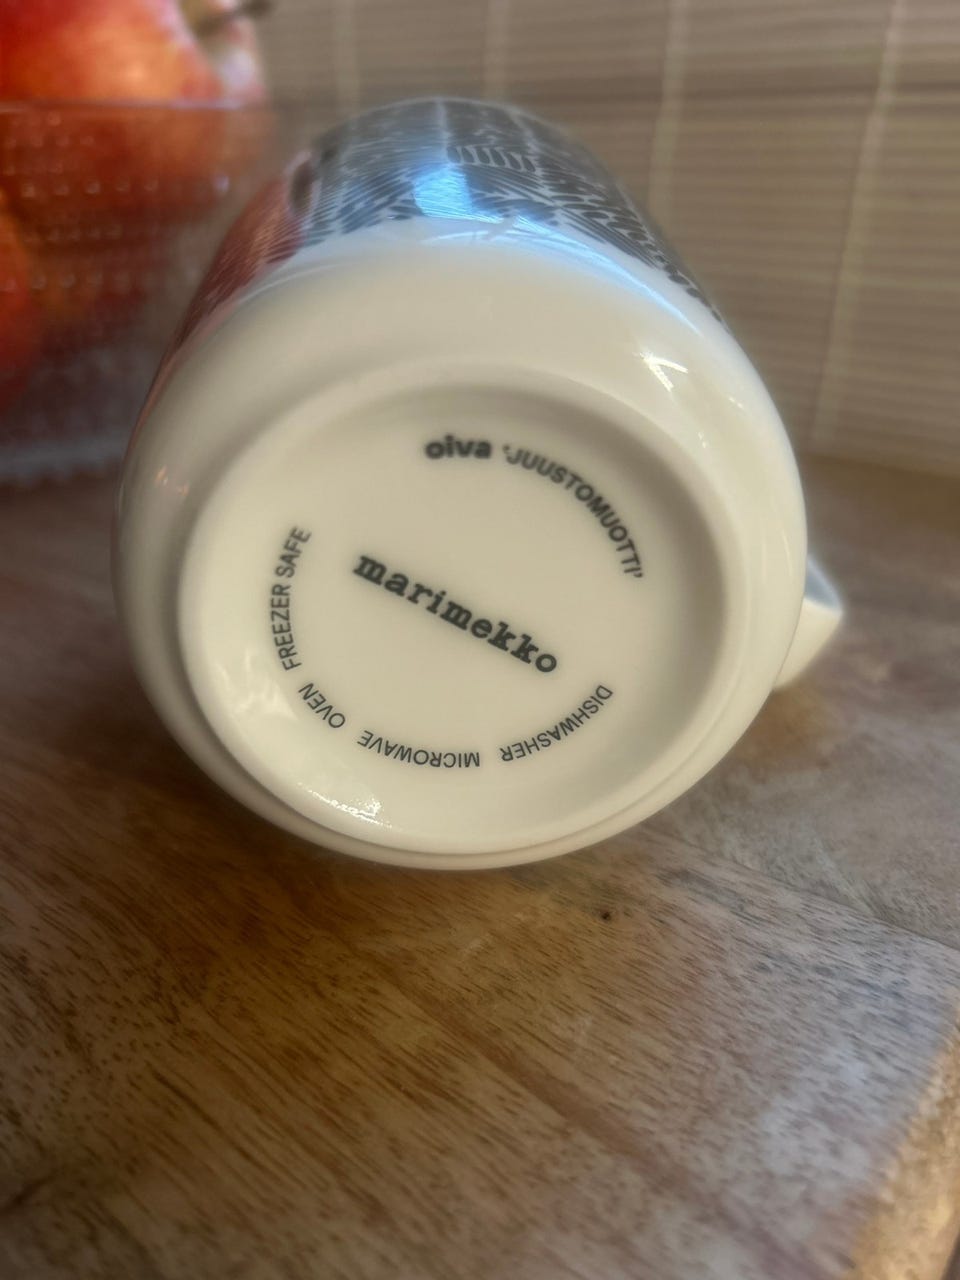 oiva 'JUUSTOMUOTTI'
marimekko
DISHWASHER MICROWAVE OVEN FREEZER SAFE